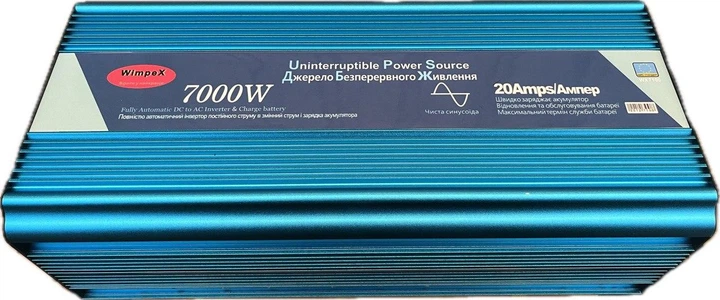 WimpeX
7000W
Fully Automatic DC to AC Inverter & Charge battery
Повністю автоматичний інвертор постійного струму в змінний струм і зарядка акумулятора
Uninterruptible Power Source
Джерело Безперервного Живлення
Чиста синусоїда
20Amps/Ампер
Швидко заряджає акумулятор
Відновлення та обслуговування батареї
Максимальний термін служби батареї